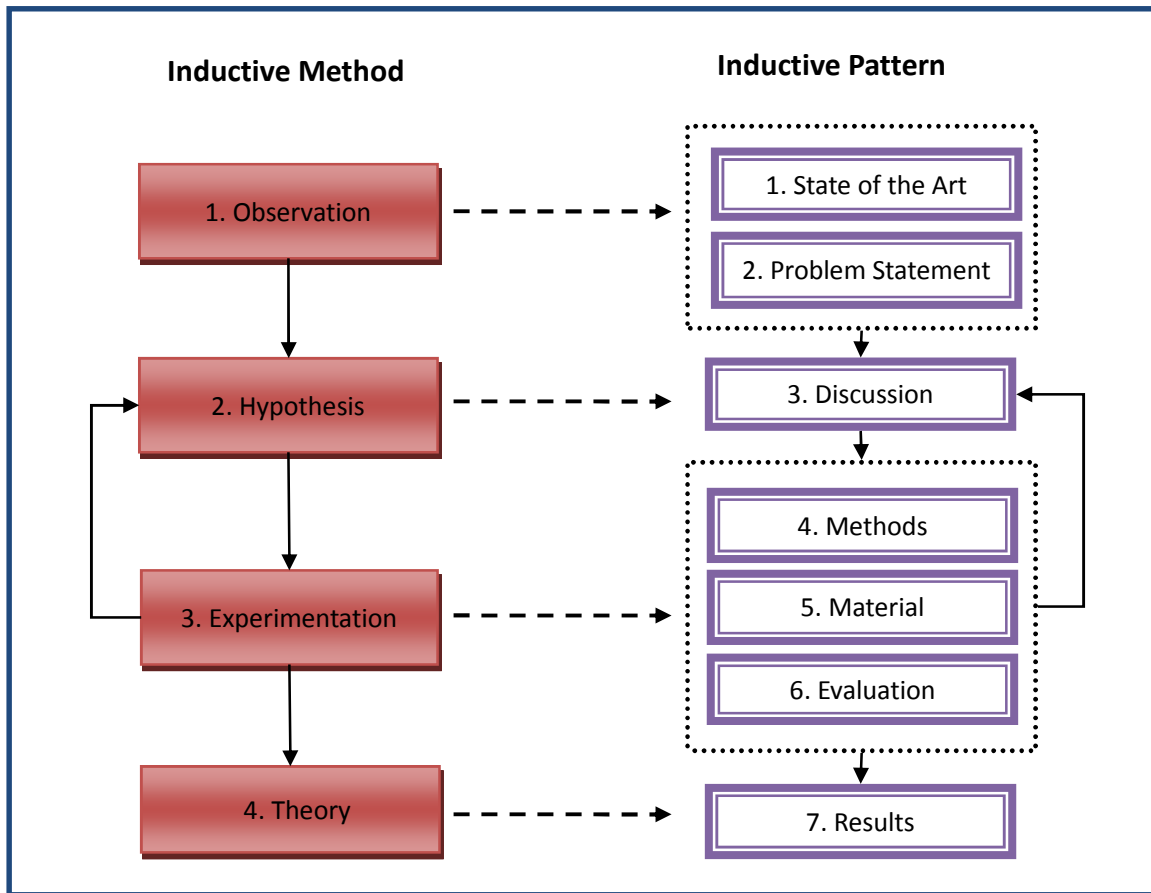 Inductive Method
Inductive Pattern
1. Observation
1. State of the Art
2. Problem Statement
2. Hypothesis
3. Discussion
3. Experimentation
4. Methods
5. Material
6. Evaluation
4. Theory
7. Results